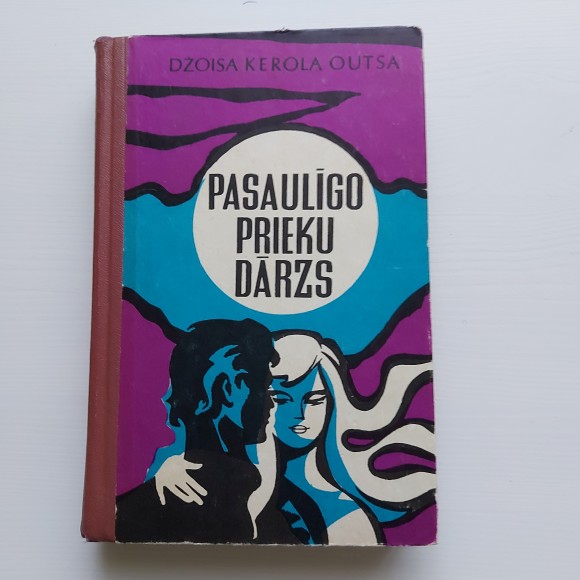 DŽOISA KEROLA OUTSA
PASAULĪGO
PRIEKU
DĀRZS